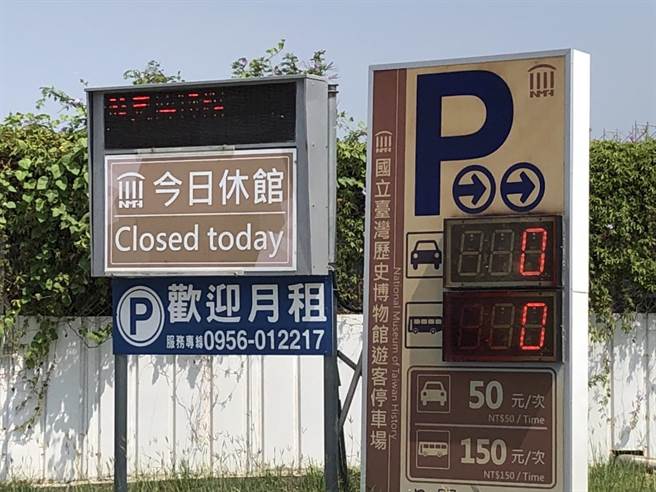 NMTH 今日休館
Closed today
P 歡迎月租
服務專線0956-012217
NMTH
P
國立臺灣歷史博物館遊客停車場
National Museum of Taiwan History
0
0
50 元/次
NT$50 / Time
150 元/次
NT$150 / Time